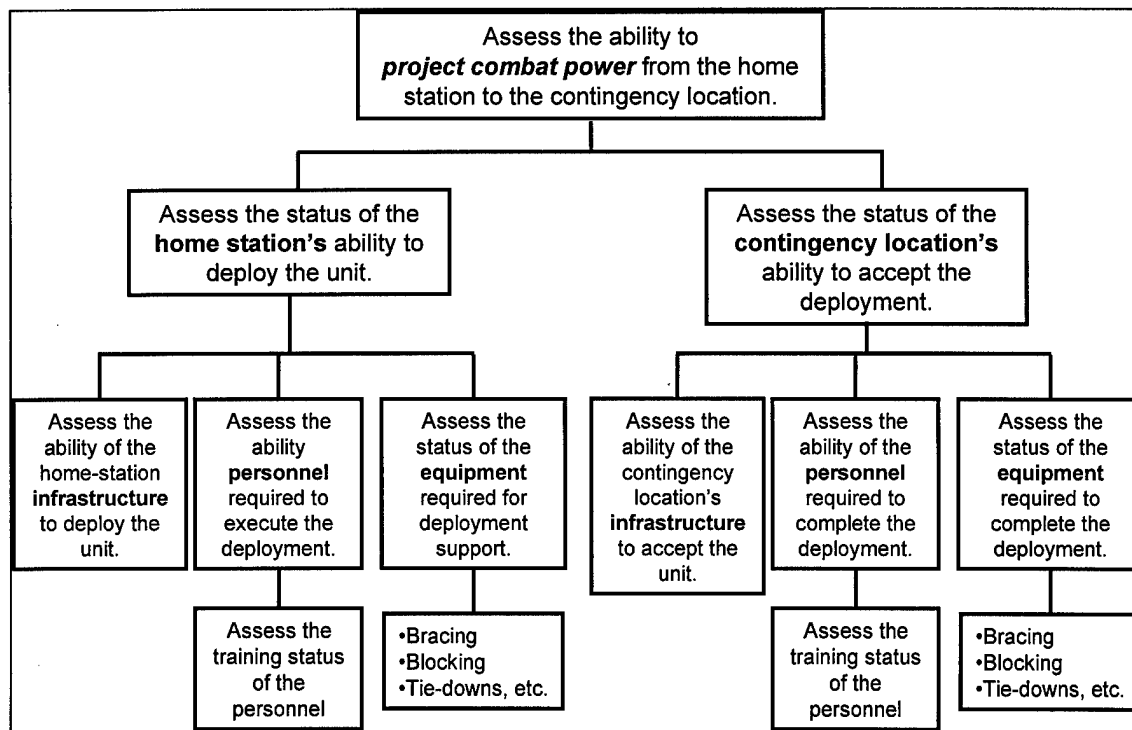 Assess the ability to
project combat power from the home
station to the contingency location.
Assess the status of the
home station's ability to
deploy the unit.
Assess the status of the
contingency location's
ability to accept the
deployment.
Assess the
ability of the
home-station
infrastructure
to deploy the
unit.
Assess the
ability
personnel
required to
execute the
deployment.
Assess the
status of the
equipment
required for
deployment
support.
Assess the
ability of the
contingency
location's
infrastructure
to accept the
unit.
Assess the
ability of the
personnel
required to
complete the
deployment.
Assess the
status of the
equipment
required to
complete the
deployment.
Assess the
training status
of the
personnel
•Bracing
•Blocking
•Tie-downs, etc.
Assess the
training status
of the
personnel
•Bracing
•Blocking
•Tie-downs, etc.